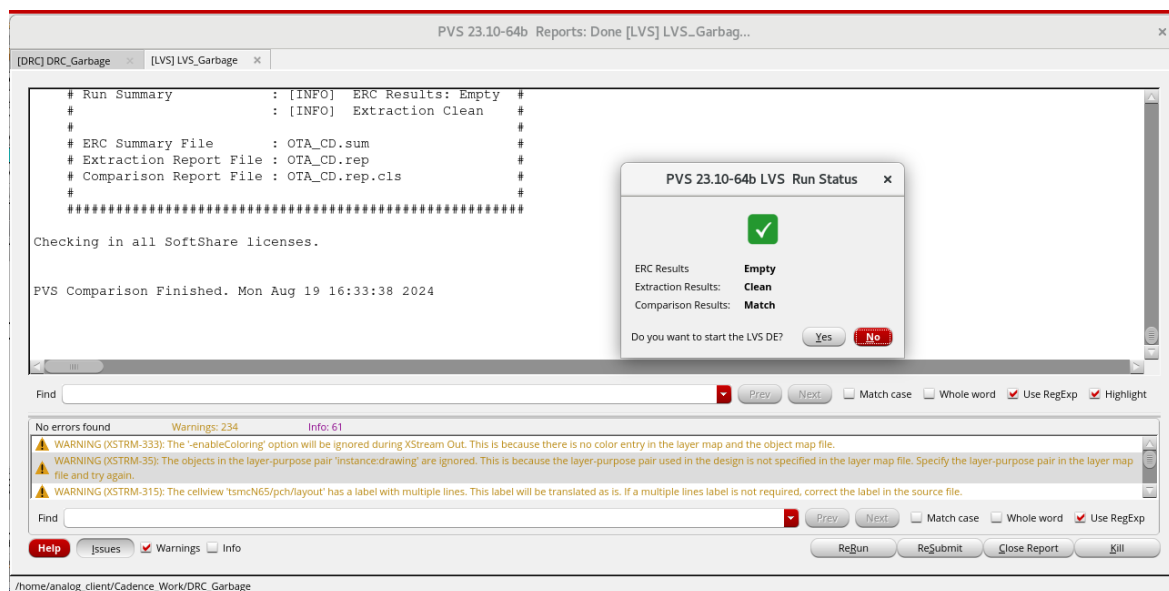 PVS 23.10-64b Reports: Done [LVS] LVS_Garbag...
[DRC] DRC_Garbage
[LVS] LVS_Garbage
# Run Summary : [INFO] ERC Results: Empty #
# : [INFO] Extraction Clean #
# #
# ERC Summary File : OTA_CD.sum #
# Extraction Report File : OTA_CD.rep #
# Comparison Report File : OTA_CD.rep.cls #
# #
########################################################
Checking in all SoftShare licenses.
PVS Comparison Finished. Mon Aug 19 16:33:38 2024
PVS 23.10-64b LVS Run Status
ERC Results Empty
Extraction Results: Clean
Comparison Results: Match
Do you want to start the LVS DE? Yes No
Find Prev Next Match case Whole word Use RegExp Highlight
No errors found Warnings: 234 Info: 61
WARNING (XSTRM-333): The '-enableColoring' option will be ignored during XStream Out. This is because there is no color entry in the layer map and the object map file.
WARNING (XSTRM-35): The objects in the layer-purpose pair 'instance:drawing' are ignored. This is because the layer-purpose pair used in the design is not specified in the layer map file. Specify the layer-purpose pair in the layer map
file and try again.
WARNING (XSTRM-315): The cellview 'tsmcN65/pch/layout' has a label with multiple lines. This label will be translated as is. If a multiple lines label is not required, correct the label in the source file.
Find Prev Next Match case Whole word Use RegExp
Help Issues Warnings Info ReRun ReSubmit Close Report Kill
/home/analog_client/Cadence_Work/DRC_Garbage